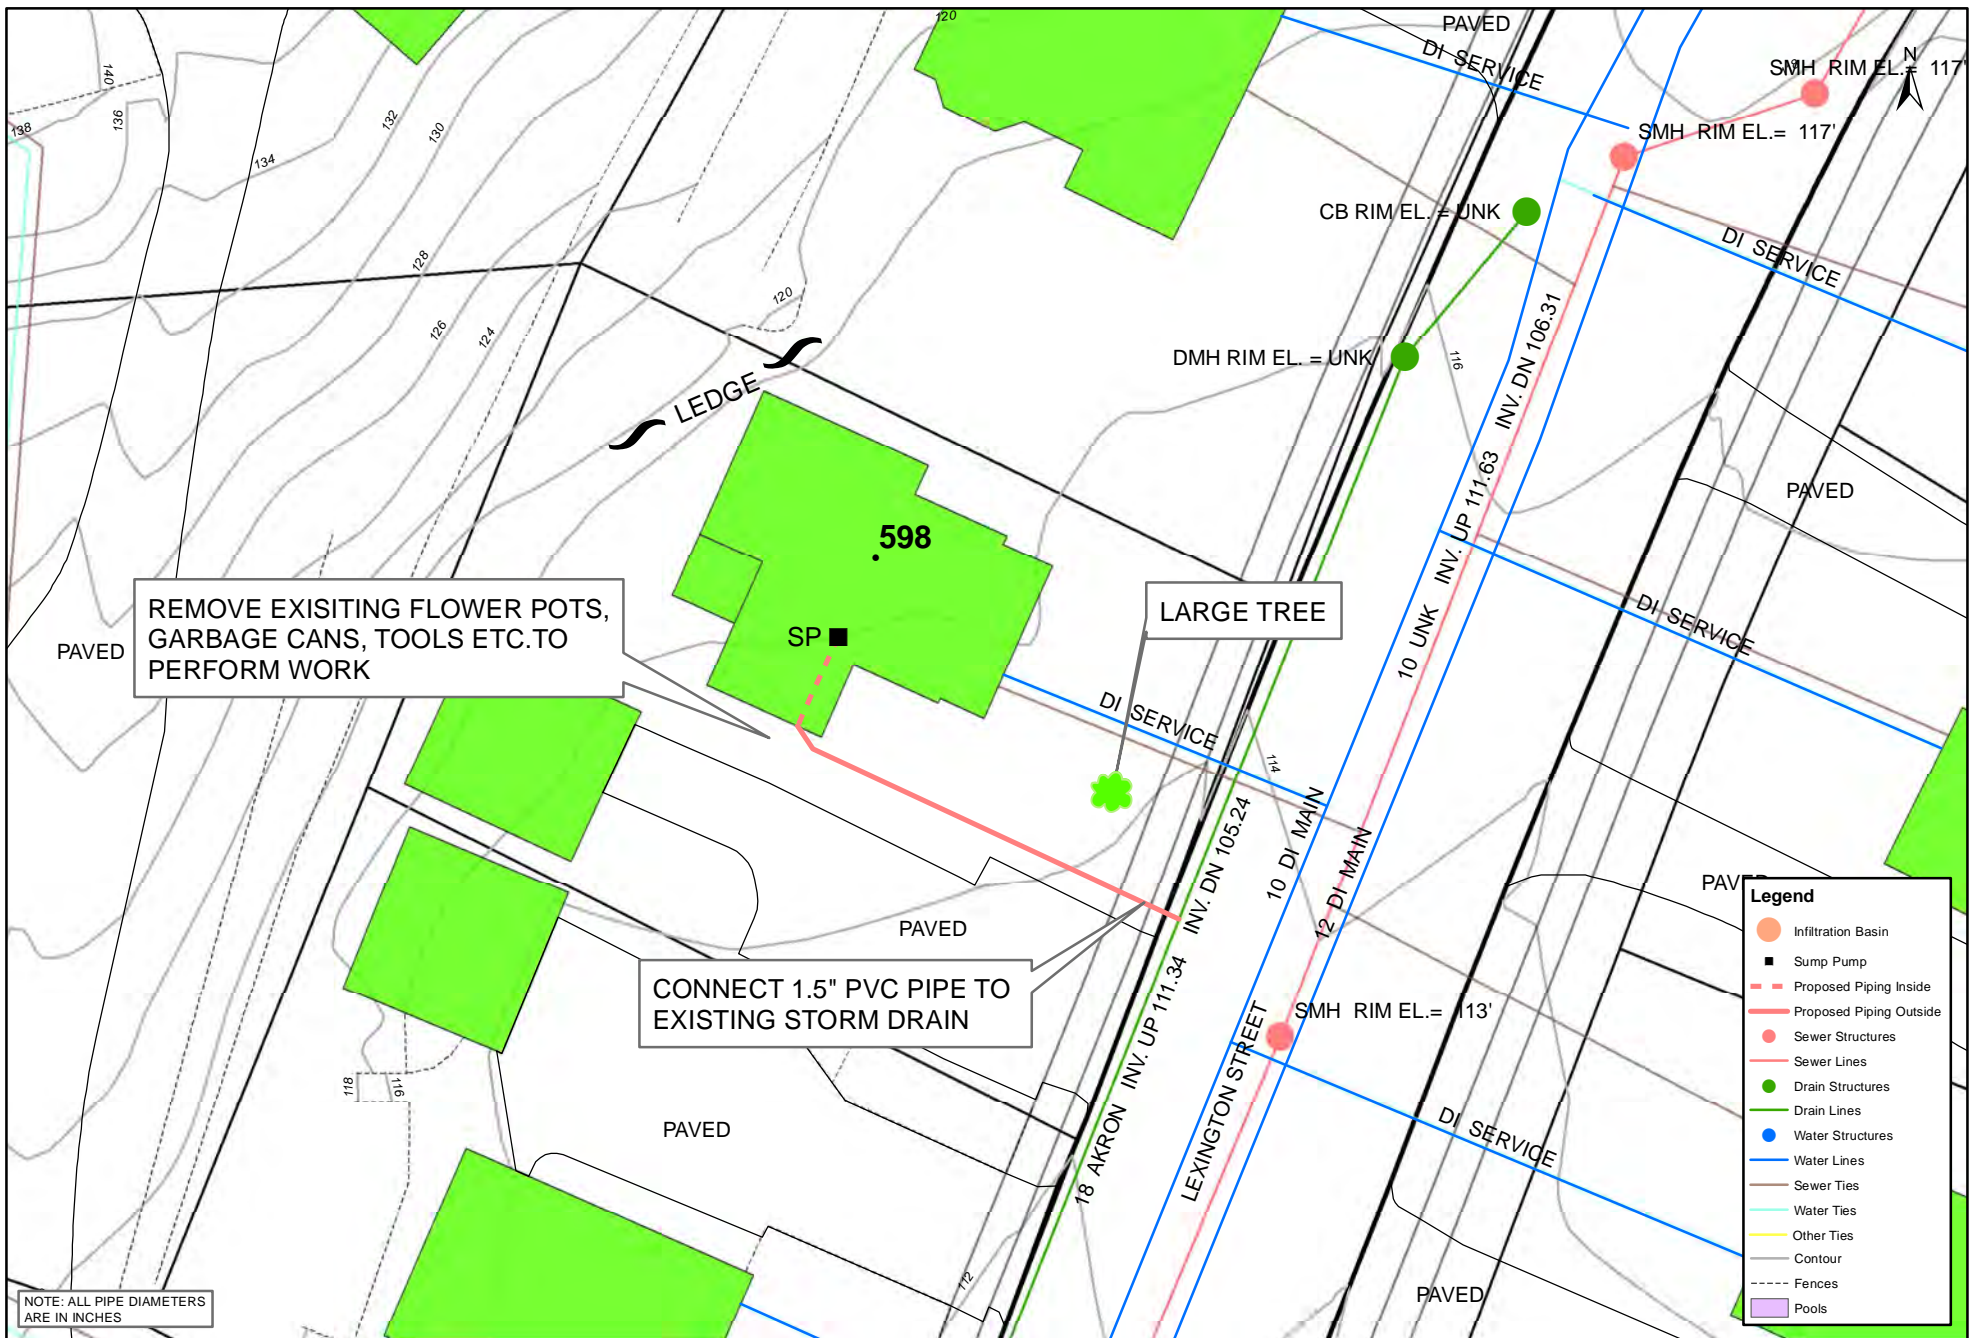 120
PAVED
DI SERVICE
SMH RIM EL.= 117'
N
140
136
138
132
130
134
SMH RIM EL.= 117'
CB RIM EL. = UNK
DI SERVICE
128
126
124
120
LEDGE
DMH RIM EL. = UNK
116
INV. DN 106.31
INV. UP 111.63
10 UNK
PAVED
598
SP
REMOVE EXISITING FLOWER POTS,
GARBAGE CANS, TOOLS ETC.TO
PERFORM WORK
PAVED
LARGE TREE
DI SERVICE
DI SERVICE
114
10 DI MAIN
12 DI MAIN
INV. DN 105.24
INV. UP 111.34
18 AKRON
PAVED
PAVED
CONNECT 1.5" PVC PIPE TO
EXISTING STORM DRAIN
SMH RIM EL.= 113'
LEXINGTON STREET
118
116
PAVED
DI SERVICE
112
PAVED
NOTE: ALL PIPE DIAMETERS
ARE IN INCHES
Legend
Infiltration Basin
Sump Pump
Proposed Piping Inside
Proposed Piping Outside
Sewer Structures
Sewer Lines
Drain Structures
Drain Lines
Water Structures
Water Lines
Sewer Ties
Water Ties
Other Ties
Contour
Fences
Pools